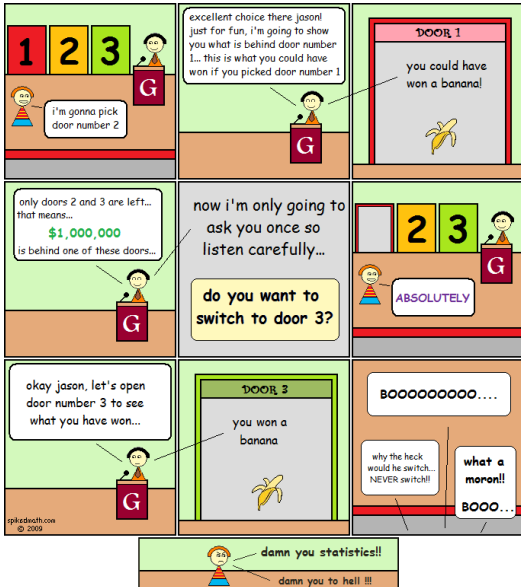 1 2 3
G
i'm gonna pick
door number 2
excellent choice there jason!
just for fun, i'm going to show
you what is behind door number
1... this is what you could have
won if you picked door number 1
G
DOOR 1
you could have
won a banana!
only doors 2 and 3 are left...
that means...
$1,000,000
is behind one of these doors...
G
now i'm only going to
ask you once so
listen carefully...
do you want to
switch to door 3?
2 3
G
ABSOLUTELY
okay jason, let's open
door number 3 to see
what you have won...
G
spikedmath.com
© 2009
DOOR 3
you won a
banana
BOOOOOOOOO....
why the heck
would he switch...
NEVER switch!!
what a
moron!!
BOOO...
damn you statistics!!
damn you to hell !!!